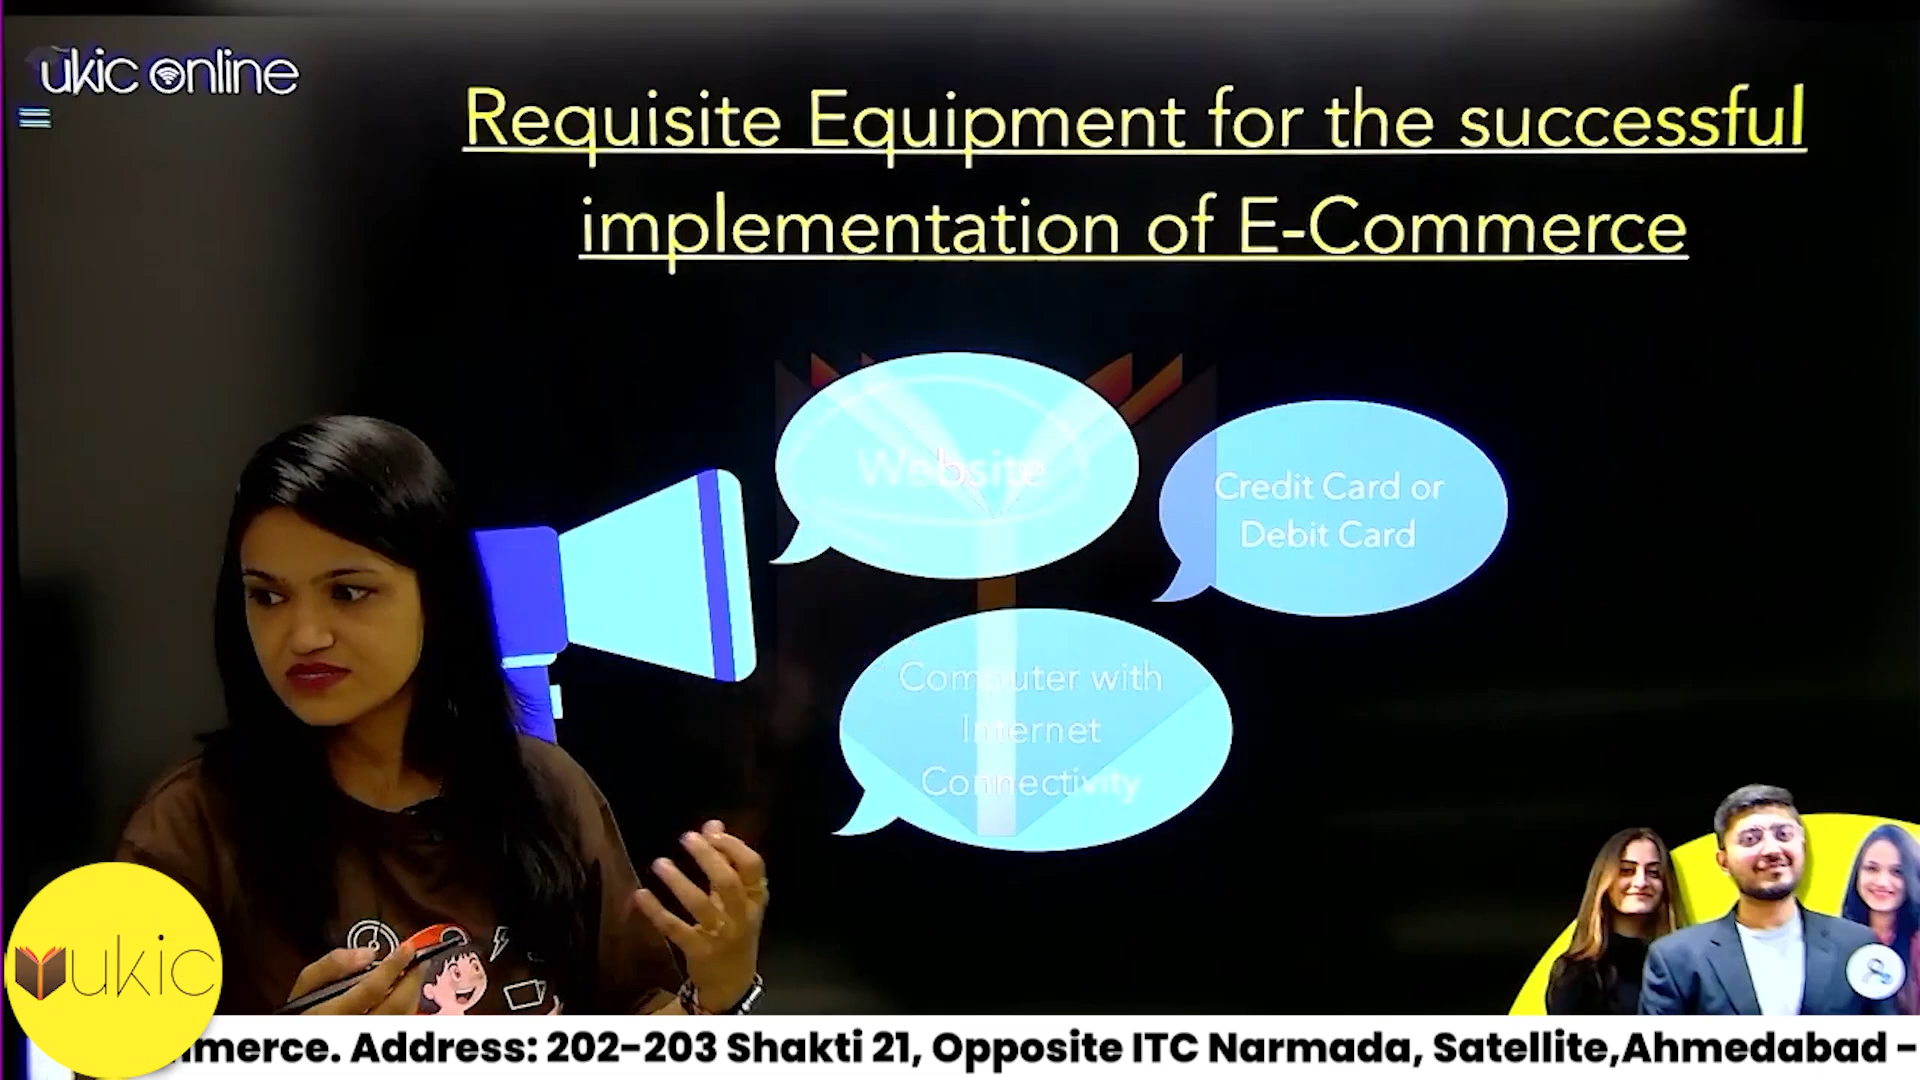 ukic online
Requisite Equipment for the successful
implementation of E-Commerce
Website
Credit Card or
Debit Card
Computer with
Internet
Connectivity
ukic
mmerce. Address: 202-203 Shakti 21, Opposite ITC Narmada, Satellite,Ahmedabad -